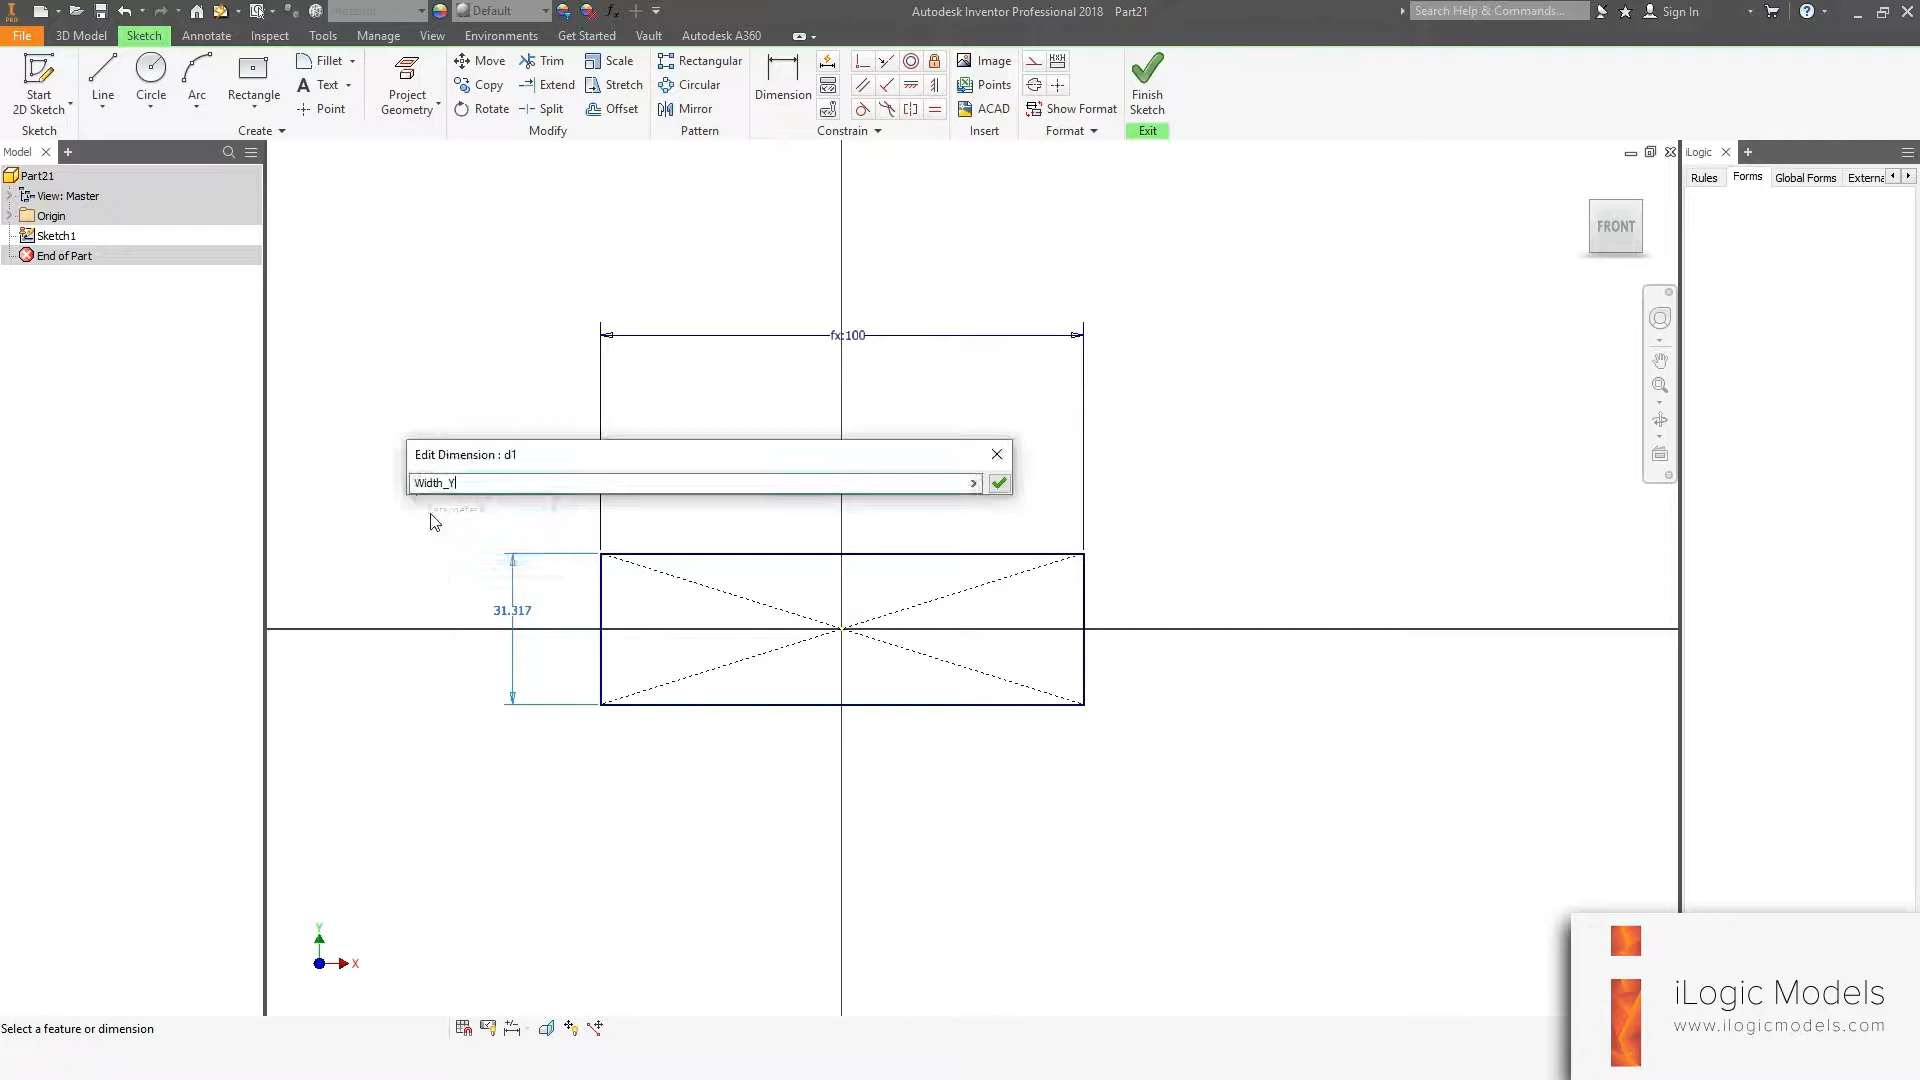 Default
Autodesk Inventor Professional 2018 Part21
Search Help & Commands...
Sign In
PRO
File
3D Model
Sketch
Annotate
Inspect
Tools
Manage
View
Environments
Get Started
Vault
Autodesk A360
Start
2D Sketch
Line
Circle
Arc
Rectangle
Fillet
Text
Point
Project
Geometry
Move
Copy
Rotate
Trim
Extend
Split
Scale
Stretch
Offset
Rectangular
Circular
Mirror
Dimension
Image
Points
ACAD
Show Format
Finish
Sketch
Sketch
Create
Modify
Pattern
Constrain
Insert
Format
Exit
Model
Part21
View: Master
Origin
Sketch1
End of Part
iLogic
Rules
Forms
Global Forms
Externa
FRONT
fx:100
Edit Dimension : d1
Width_Y
31.317
Y
X
Select a feature or dimension
iLogic Models
www.ilogicmodels.com